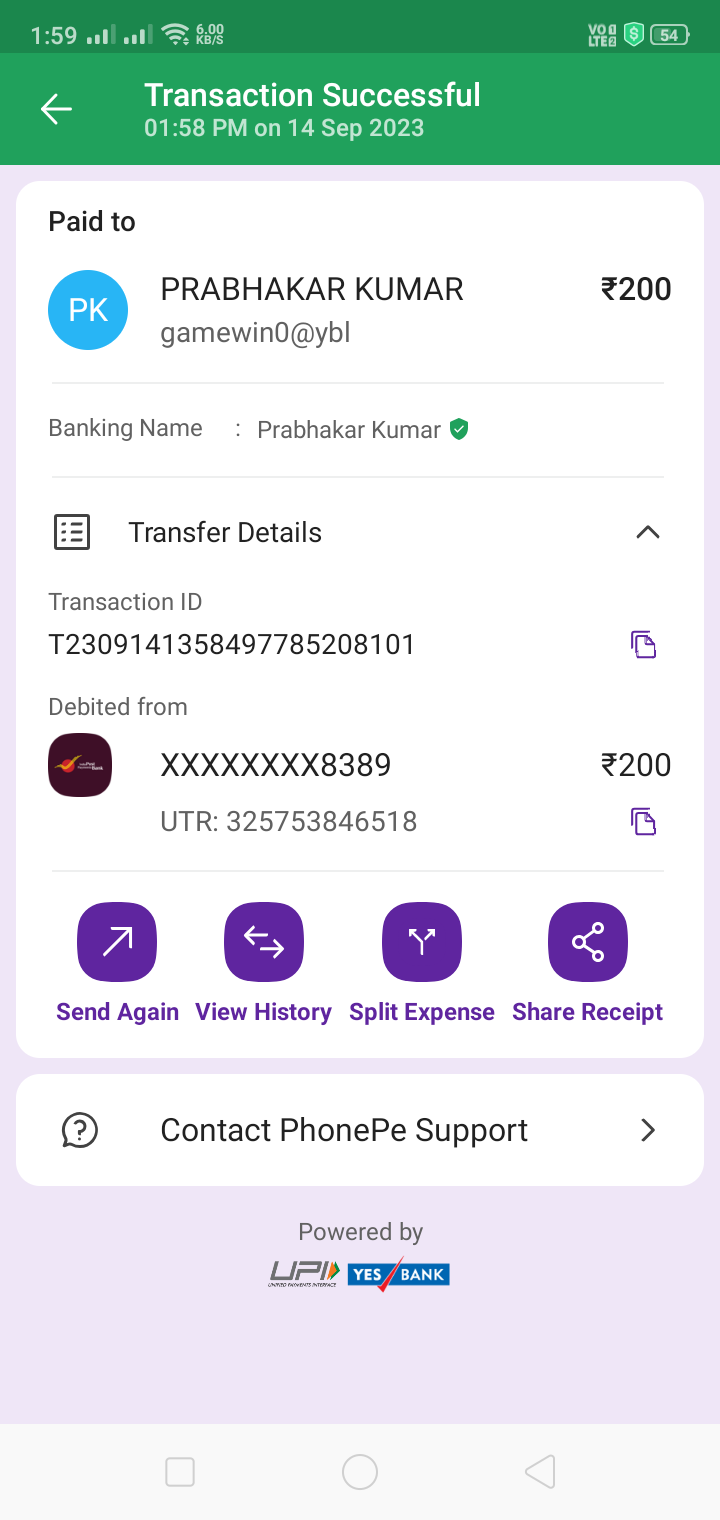 1:59 6.00 KB/S VO LTE 2 54
Transaction Successful
01:58 PM on 14 Sep 2023
Paid to
PK PRABHAKAR KUMAR ₹200
gamewin0@ybl
Banking Name : Prabhakar Kumar
Transfer Details
Transaction ID
T2309141358497785208101
Debited from
XXXXXXXX8389 ₹200
UTR: 325753846518
Send Again View History Split Expense Share Receipt
Contact PhonePe Support
Powered by
UPI YES BANK
UNIFIED PAYMENTS INTERFACE